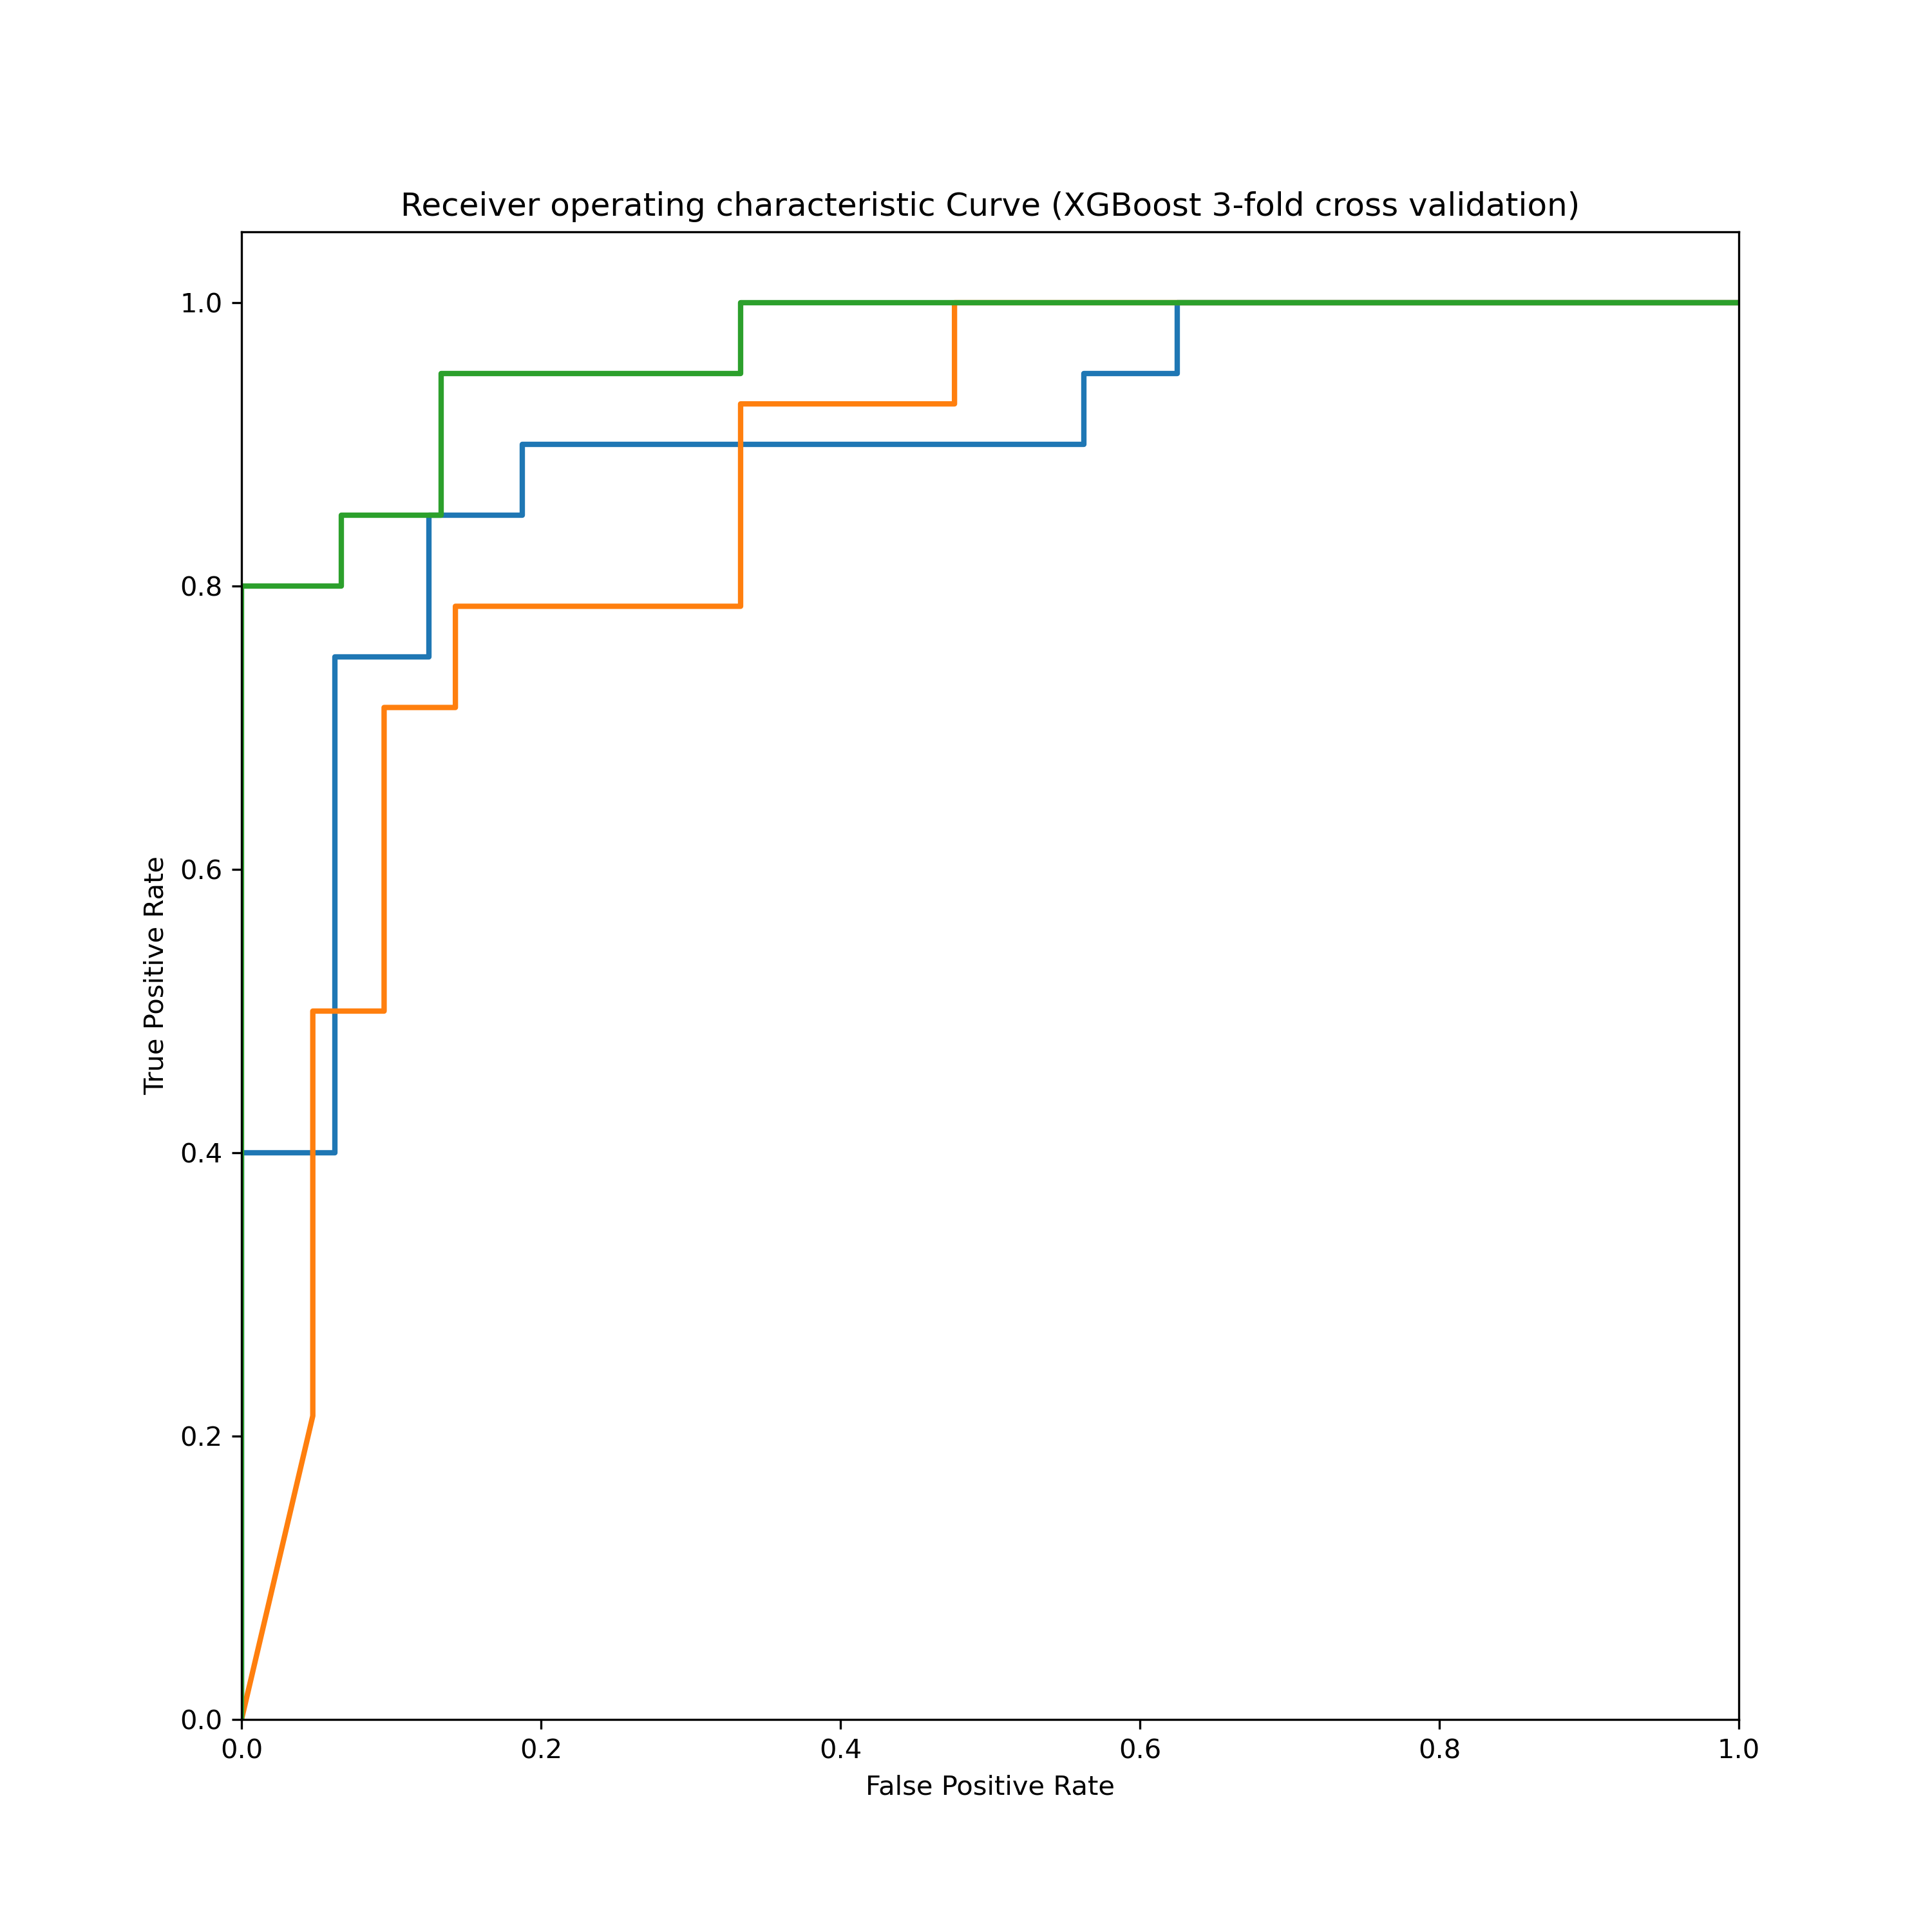 Receiver operating characteristic Curve (XGBoost 3-fold cross validation)
True Positive Rate
1.0
0.8
0.6
0.4
0.2
0.0
0.0 0.2 0.4 0.6 0.8 1.0
False Positive Rate